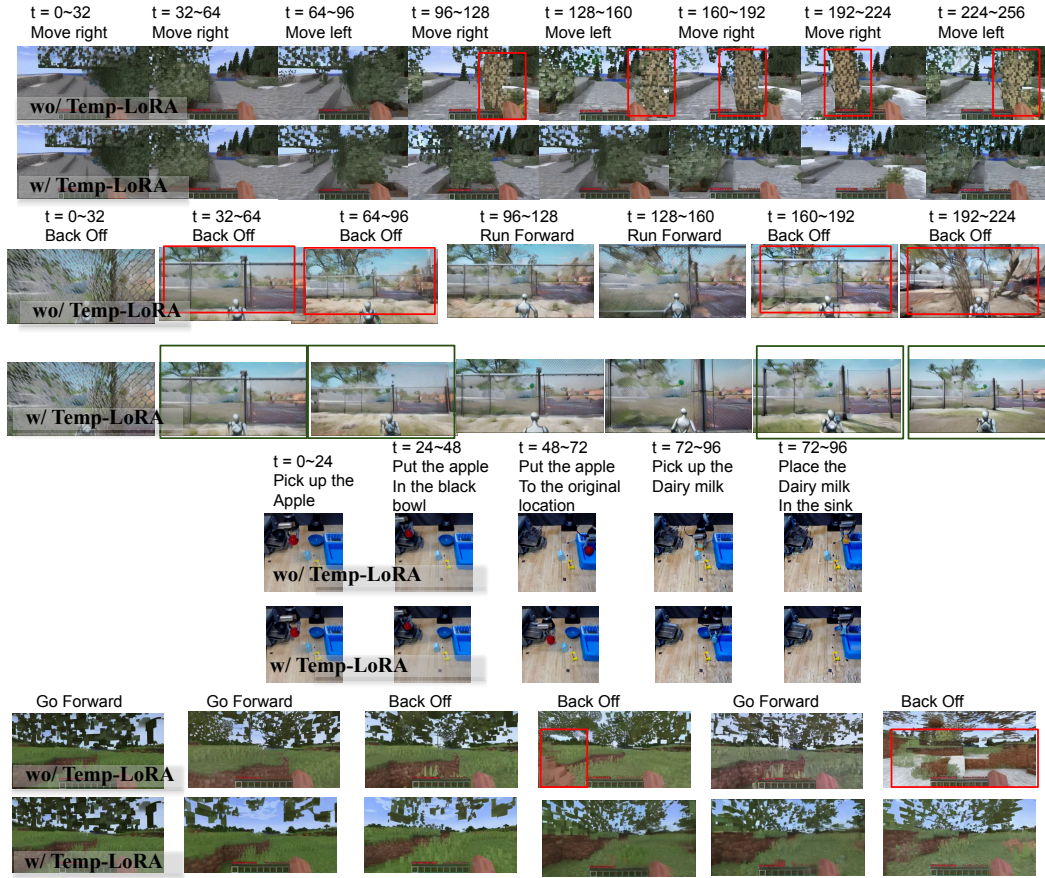 t = 0~32 t = 32~64 t = 64~96 t = 96~128 t = 128~160 t = 160~192 t = 192~224 t = 224~256
Move right Move right Move left Move right Move left Move right Move right Move left
wo/ Temp-LoRA
w/ Temp-LoRA
t = 0~32 t = 32~64 t = 64~96 t = 96~128 t = 128~160 t = 160~192 t = 192~224
Back Off Back Off Back Off Run Forward Run Forward Back Off Back Off
wo/ Temp-LoRA
w/ Temp-LoRA
t = 0~24 t = 24~48 t = 48~72 t = 72~96 t = 72~96
Pick up the Put the apple Put the apple Pick up the Place the
Apple In the black To the original Dairy milk Dairy milk
bowl location In the sink
wo/ Temp-LoRA
w/ Temp-LoRA
Go Forward Go Forward Back Off Back Off Go Forward Back Off
wo/ Temp-LoRA
w/ Temp-LoRA